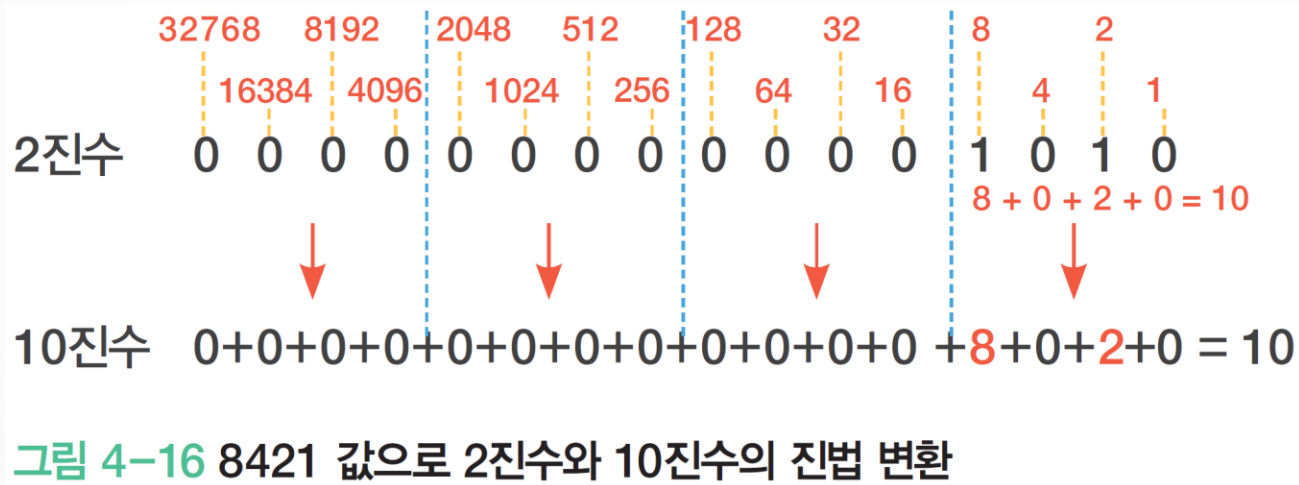 32768 8192 2048 512 128 32 8 2
16384 4096 1024 256 64 16 4 1
2진수 0 0 0 0 0 0 0 0 0 0 0 0 1 0 1 0
8 + 0 + 2 + 0 = 10
10진수 0+0+0+0+0+0+0+0+0+0+0+0 +8+0+2+0 = 10
그림 4-16 8421 값으로 2진수와 10진수의 진법 변환